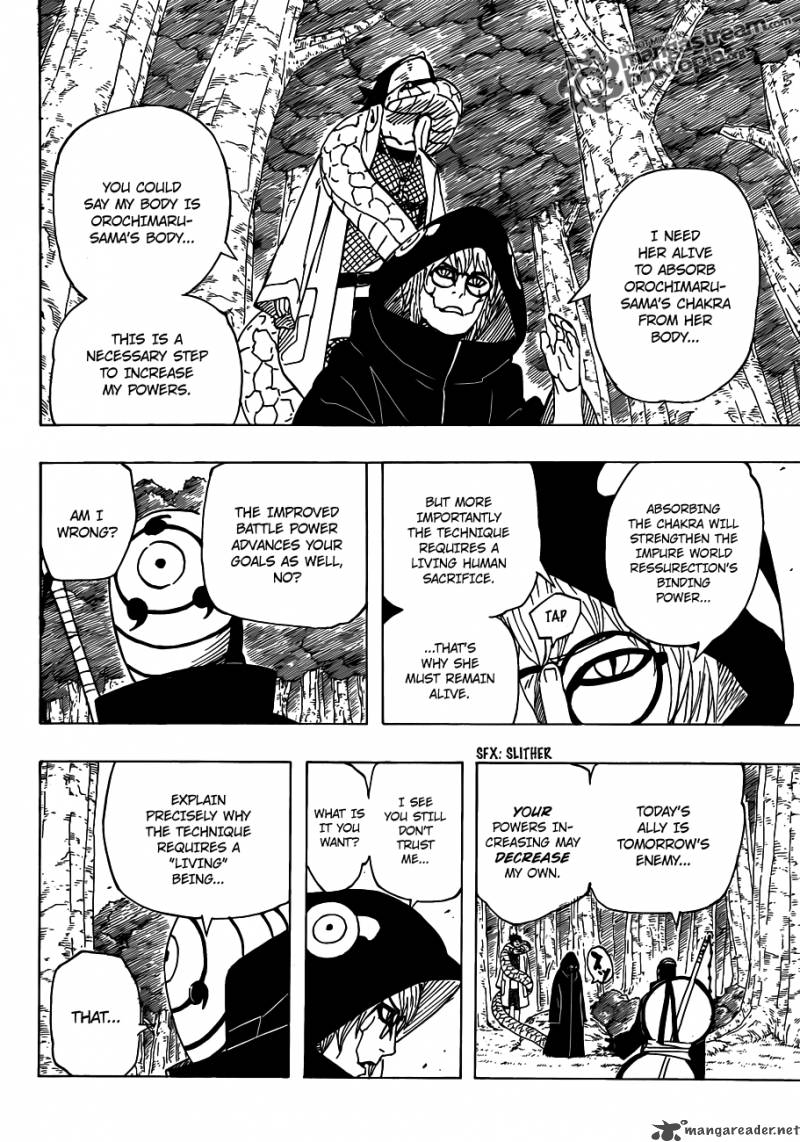 mangastream.com
binktopia.net
I NEED
HER ALIVE
TO ABSORB
OROCHIMARU-
SAMA'S CHAKRA
FROM HER
BODY...
YOU COULD
SAY MY BODY IS
OROCHIMARU-
SAMA'S BODY...
THIS IS A
NECESSARY STEP
TO INCREASE
MY POWERS.
ABSORBING
THE CHAKRA WILL
STRENGTHEN THE
IMPURE WORLD
RESSURECTION'S
BINDING
POWER...
TAP
BUT MORE
IMPORTANTLY
THE TECHNIQUE
REQUIRES A
LIVING HUMAN
SACRIFICE.
...THAT'S
WHY SHE
MUST REMAIN
ALIVE.
THE IMPROVED
BATTLE POWER
ADVANCES YOUR
GOALS AS WELL,
NO?
AM I
WRONG?
SFX: SLITHER
TODAY'S
ALLY IS
TOMORROW'S
ENEMY...
YOUR
POWERS IN-
CREASING MAY
DECREASE
MY OWN.
I SEE
YOU STILL
DON'T
TRUST
ME...
WHAT IS
IT YOU
WANT?
EXPLAIN
PRECISELY WHY
THE TECHNIQUE
REQUIRES A
"LIVING"
BEING...
THAT...
mangareader.net